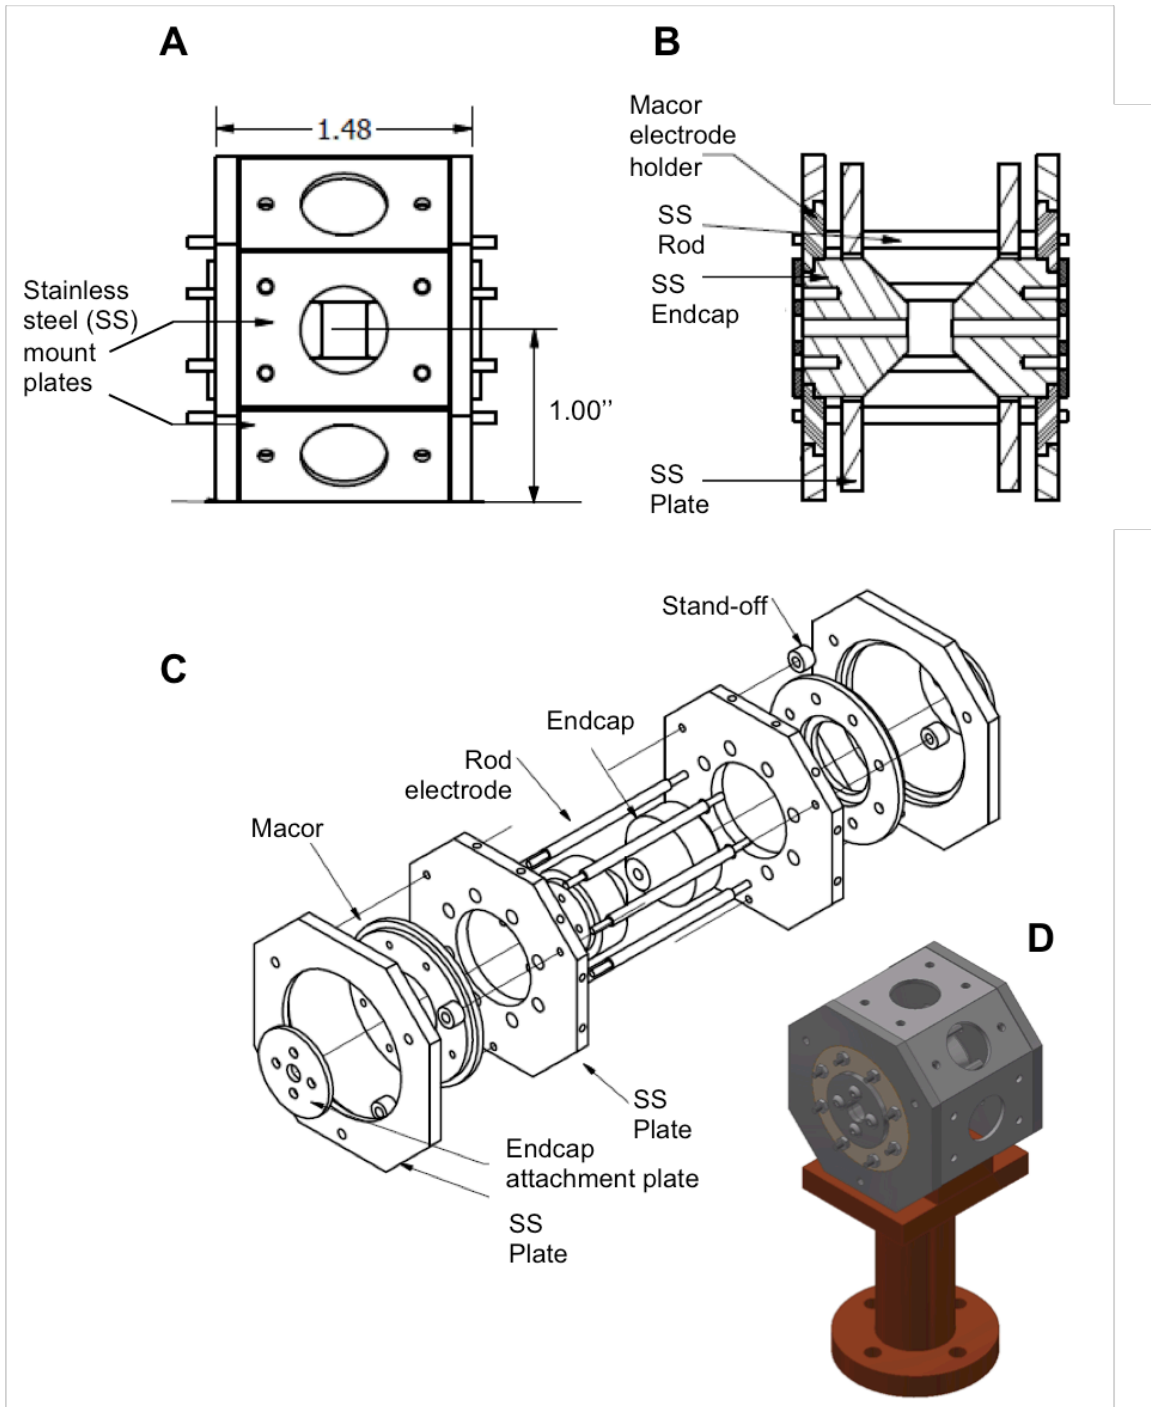 A
1.48
Stainless
steel (SS)
mount
plates
1.00’’
B
Macor
electrode
holder
SS
Rod
SS
Endcap
SS
Plate
C
Stand-off
Endcap
Rod
electrode
Macor
SS
Plate
Endcap
attachment plate
SS
Plate
D